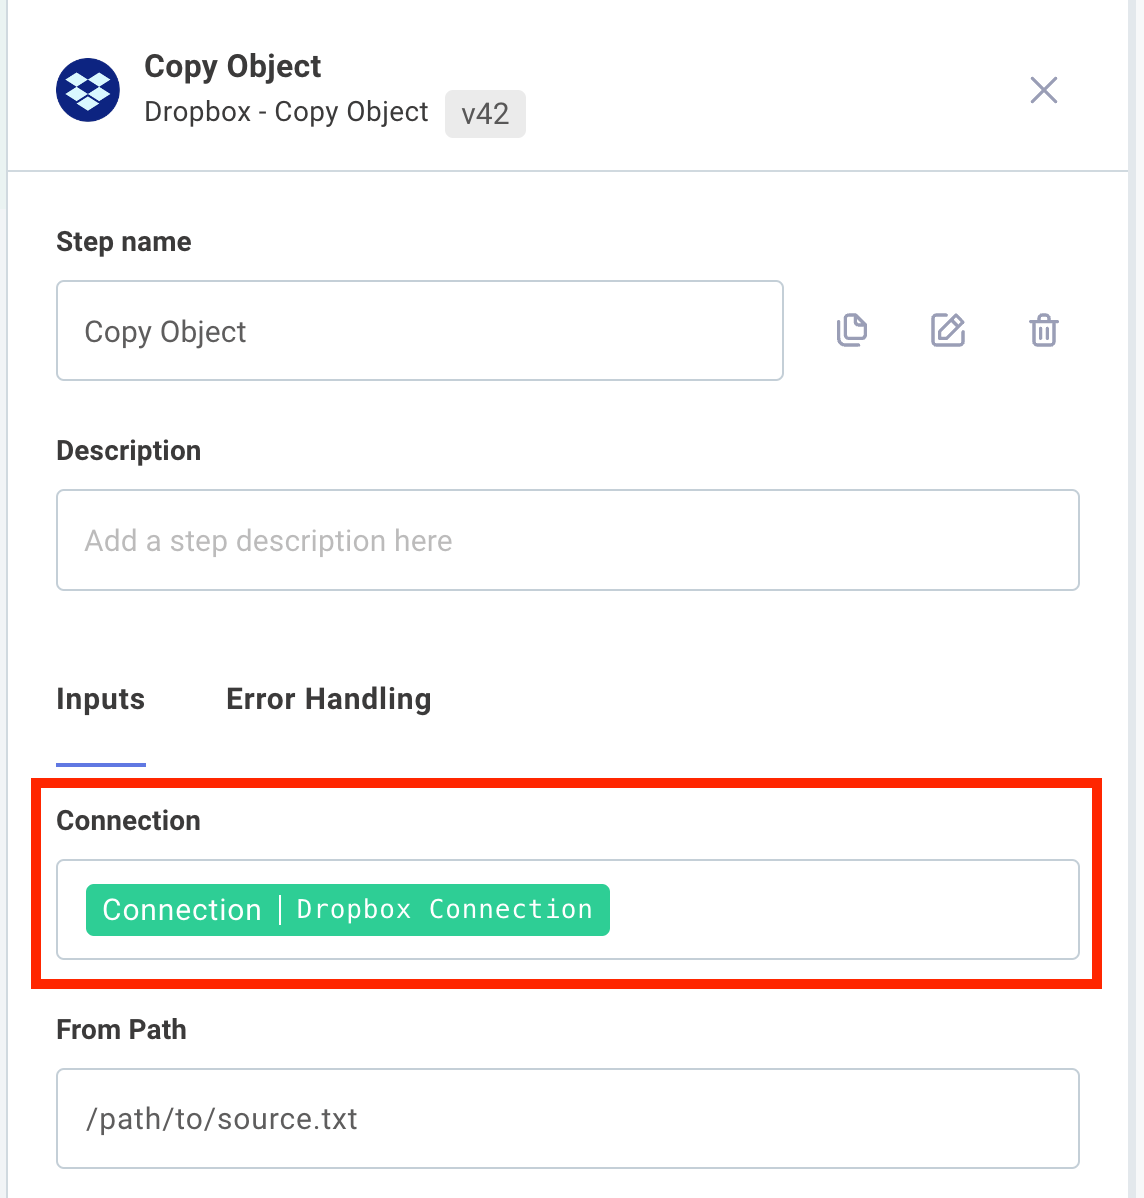 Copy Object
Dropbox - Copy Object v42
Step name
Copy Object
Description
Add a step description here
Inputs Error Handling
Connection
Connection | Dropbox Connection
From Path
/path/to/source.txt